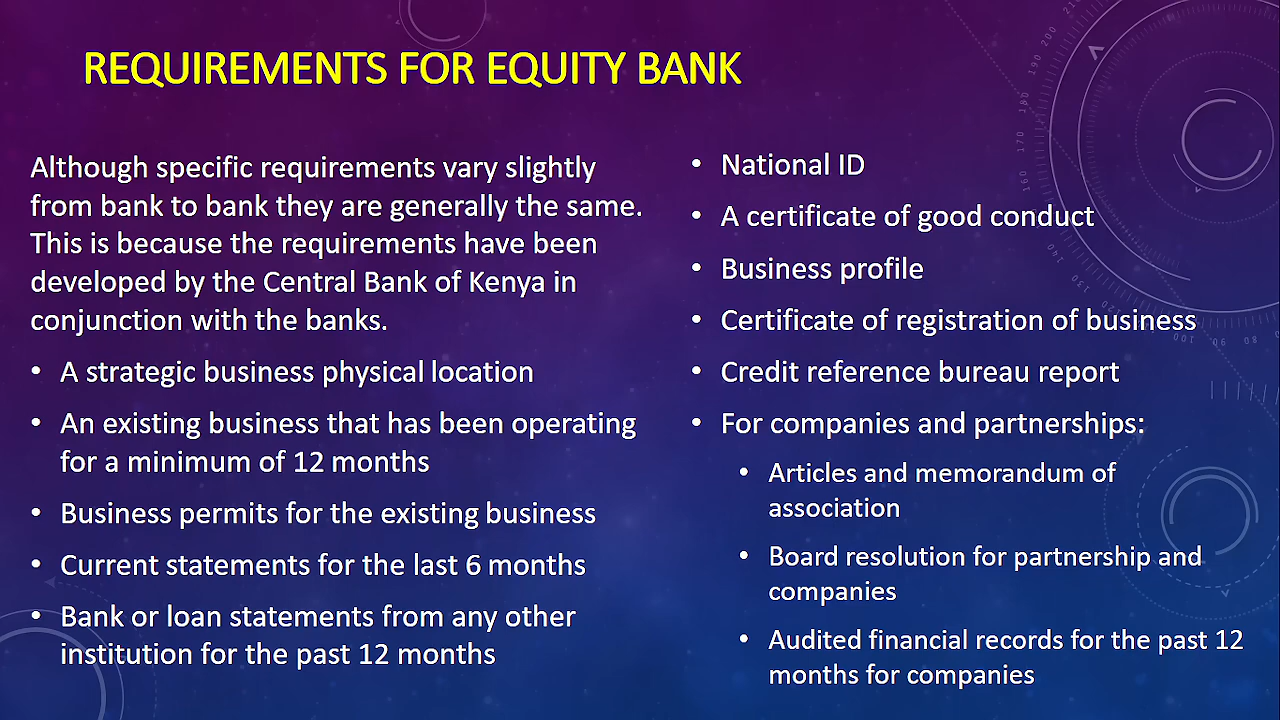 REQUIREMENTS FOR EQUITY BANK
Although specific requirements vary slightly
from bank to bank they are generally the same.
This is because the requirements have been
developed by the Central Bank of Kenya in
conjunction with the banks.
• A strategic business physical location
• An existing business that has been operating
for a minimum of 12 months
• Business permits for the existing business
• Current statements for the last 6 months
• Bank or loan statements from any other
institution for the past 12 months
• National ID
• A certificate of good conduct
• Business profile
• Certificate of registration of business
• Credit reference bureau report
• For companies and partnerships:
• Articles and memorandum of
association
• Board resolution for partnership and
companies
• Audited financial records for the past 12
months for companies